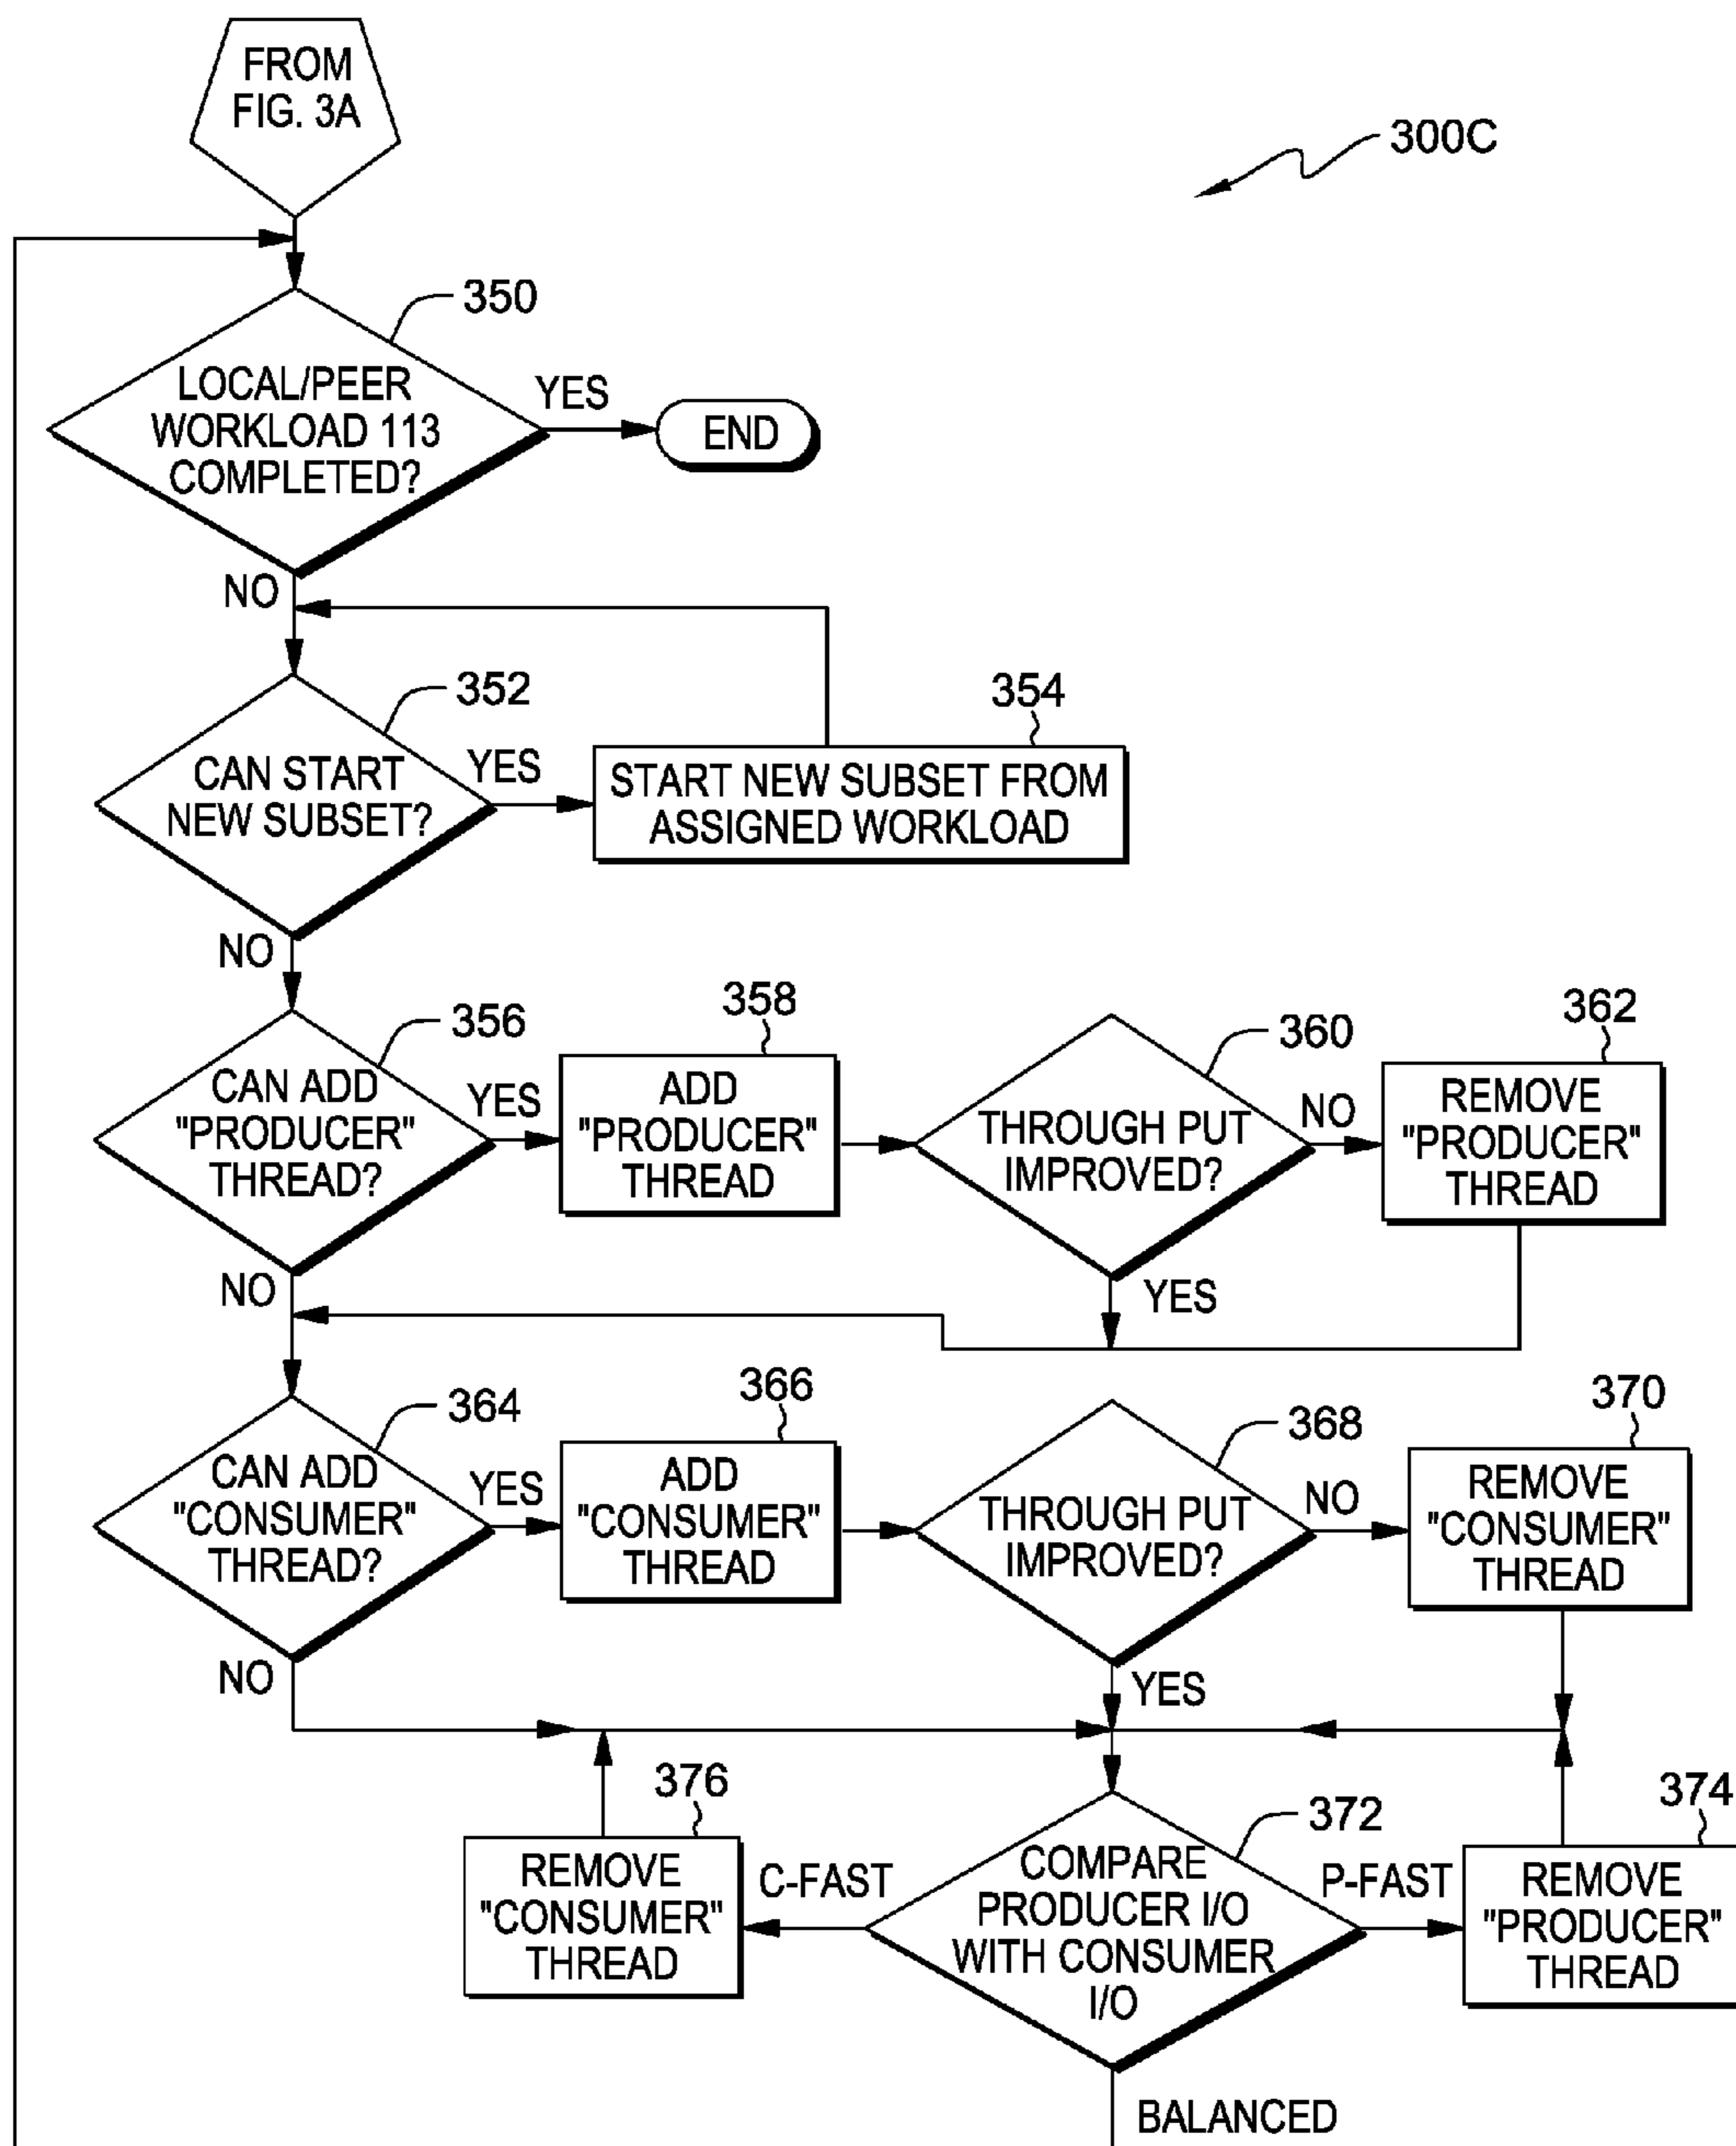 FROM
FIG. 3A
300C
350
LOCAL/PEER
WORKLOAD 113
COMPLETED?
YES
END
NO
352
CAN START
NEW SUBSET?
YES
354
START NEW SUBSET FROM
ASSIGNED WORKLOAD
NO
356
CAN ADD
"PRODUCER"
THREAD?
YES
358
ADD
"PRODUCER"
THREAD
360
THROUGH PUT
IMPROVED?
NO
362
REMOVE
"PRODUCER"
THREAD
NO
YES
364
CAN ADD
"CONSUMER"
THREAD?
YES
366
ADD
"CONSUMER"
THREAD
368
THROUGH PUT
IMPROVED?
NO
370
REMOVE
"CONSUMER"
THREAD
NO
YES
376
REMOVE
"CONSUMER"
THREAD
C-FAST
372
COMPARE
PRODUCER I/O
WITH CONSUMER
I/O
P-FAST
374
REMOVE
"PRODUCER"
THREAD
BALANCED